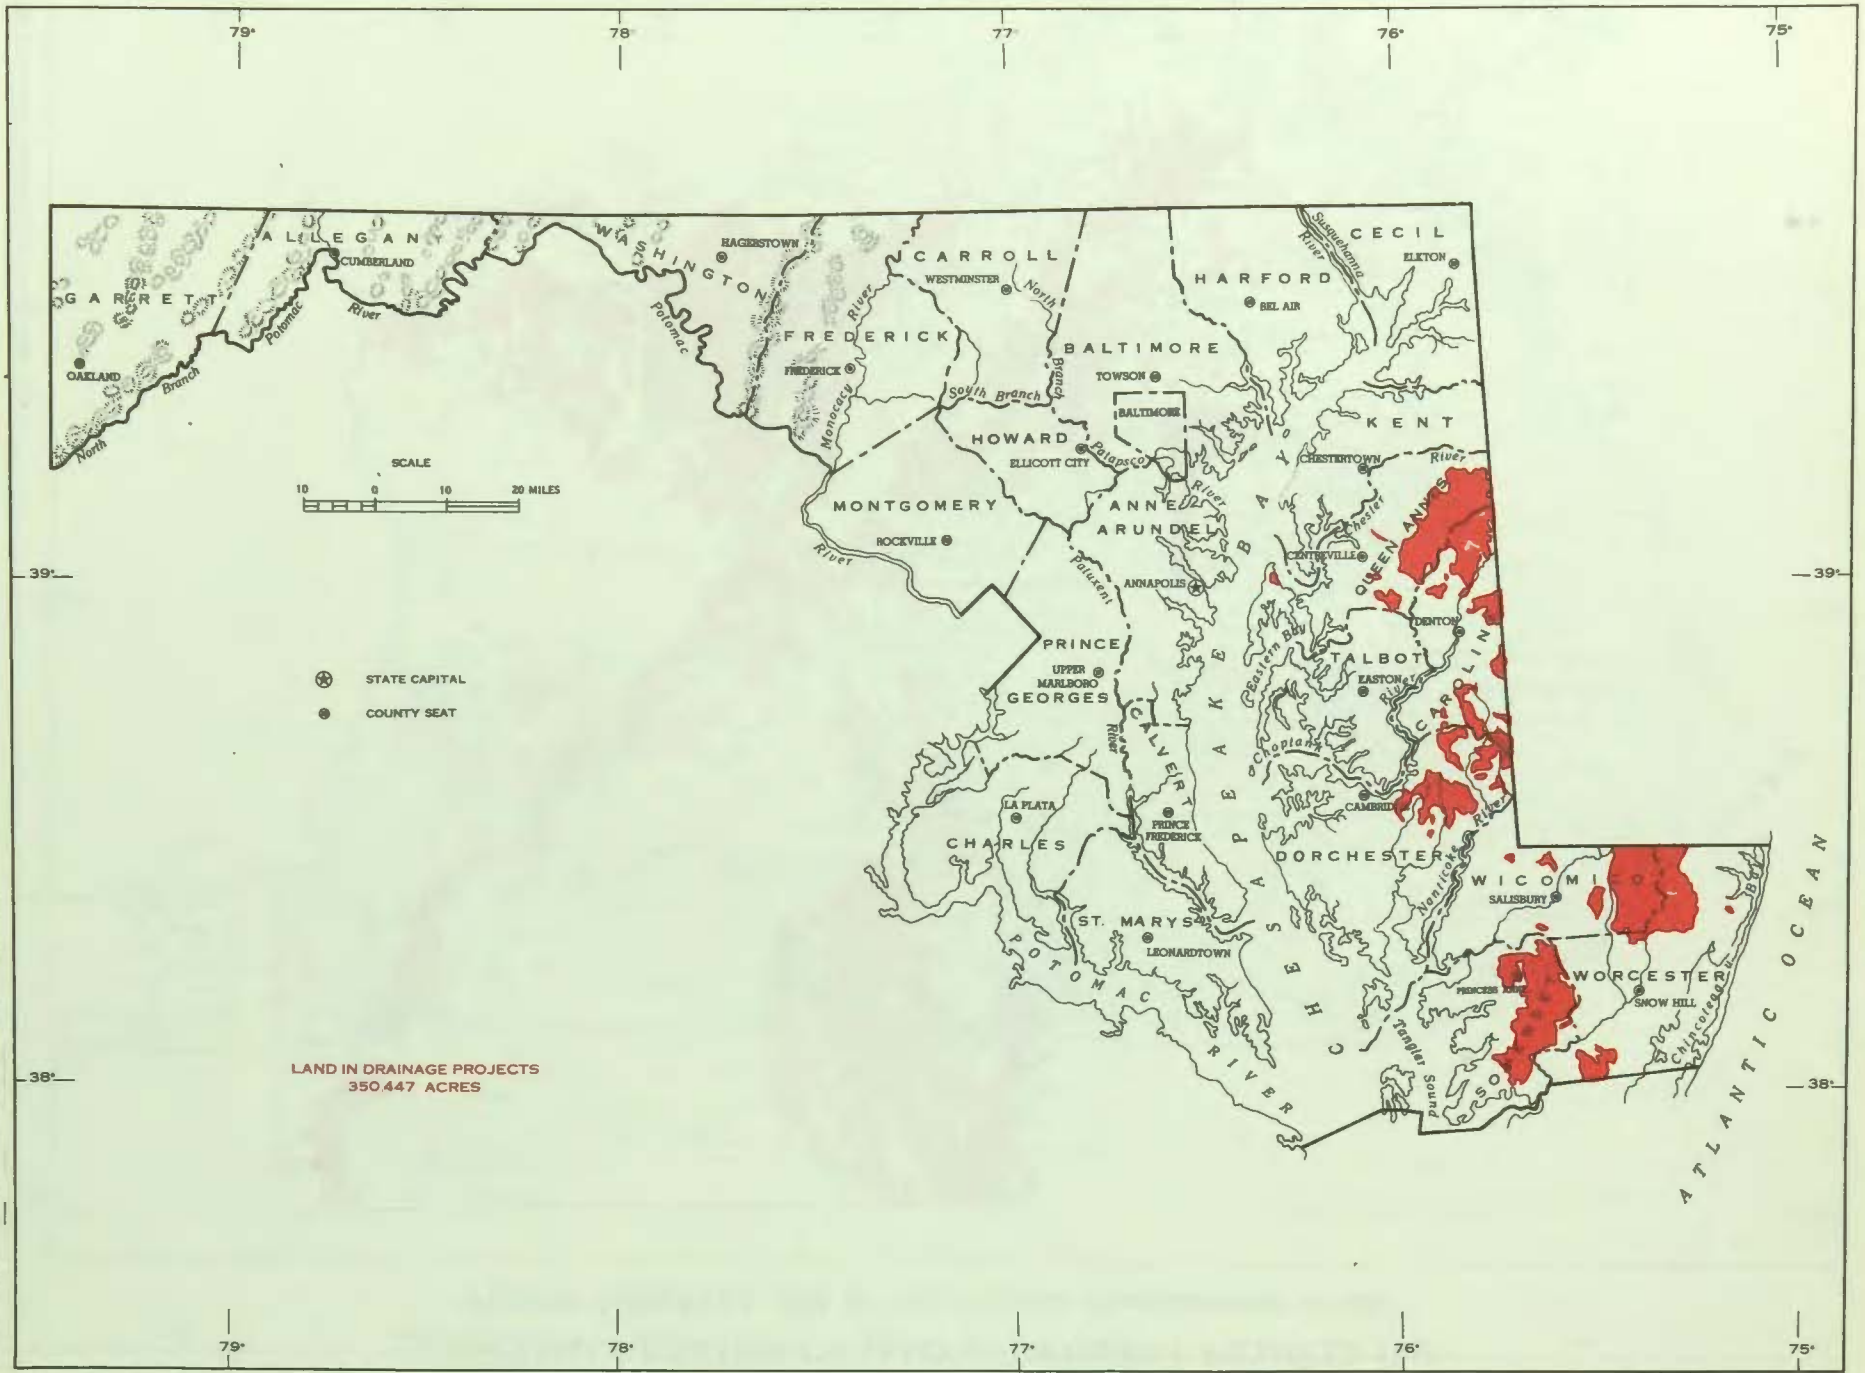 79° 78° 77° 76° 75°
ALLEGANY
CUMBERLAND
GARRETT
OAKLAND
North
Branch
Potomac
River
WASHINGTON
HAGERSTOWN
Potomac
River
FREDERICK
FREDERICK
Monocacy
River
CARROLL
WESTMINSTER
North
Branch
South Branch
BALTIMORE
TOWSON
BALTIMORE
HARFORD
BEL AIR
Susquehanna
River
CECIL
ELKTON
KENT
CHESTERTOWN
Chester
River
HOWARD
ELLICOTT CITY
Patapsco
River
MONTGOMERY
ROCKVILLE
ANNE
ARUNDEL
ANNAPOLIS
QUEEN ANNES
CENTREVILLE
SCALE
10 0 10 20 MILES
39° 39°
Patuxent
River
PRINCE
UPPER
MARLBORO
GEORGES
Eastern Bay
TALBOT
EASTON
DENTON
CAROLINE
River
Choptank
STATE CAPITAL
COUNTY SEAT
CALVERT
PRINCE
FREDERICK
LA PLATA
CHARLES
CAMBRIDGE
DORCHESTER
Nanticoke
River
WICOMICO
SALISBURY
ST. MARYS
LEONARDTOWN
POTOMAC RIVER
CHESAPEAKE BAY
PRINCESS ANNE
WORCESTER
SNOW HILL
Chincoteague
Bay
Tangier
Sound
SO
ATLANTIC OCEAN
LAND IN DRAINAGE PROJECTS
350,447 ACRES
38° 38°
79° 78° 77° 76° 75°